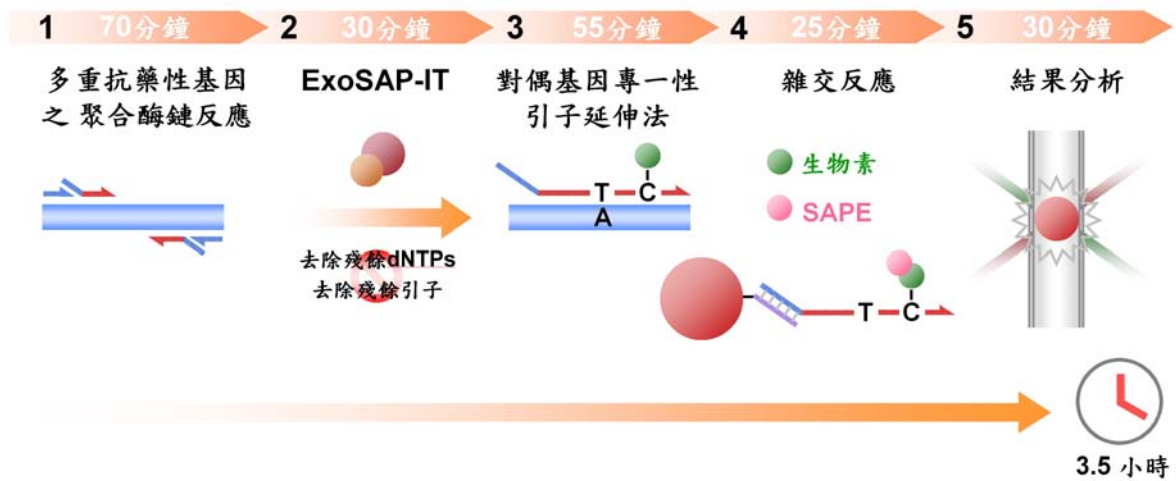 1 70分鐘 2 30分鐘 3 55分鐘 4 25分鐘 5 30分鐘
多重抗藥性基因
之 聚合酶鏈反應
ExoSAP-IT
去除殘餘dNTPs
去除殘餘引子
對偶基因專一性
引子延伸法
T C
A
雜交反應
生物素
SAPE
T C
結果分析
3.5 小時